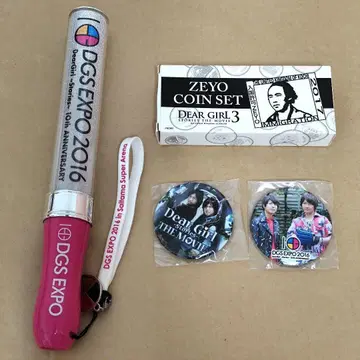 DGS EXPO 2016
DearGirl ~Stories~ 10th ANNIVERSARY
DGS EXPO
DGS EXPO 2016 in Saitama Super Arena
ZEYO
COIN SET
DEAR GIRL 3
STORIES THE MOVIE
IMMIGRATION
Dear Girl
~Stories~
THE MOVIE
DGS EXPO 2016